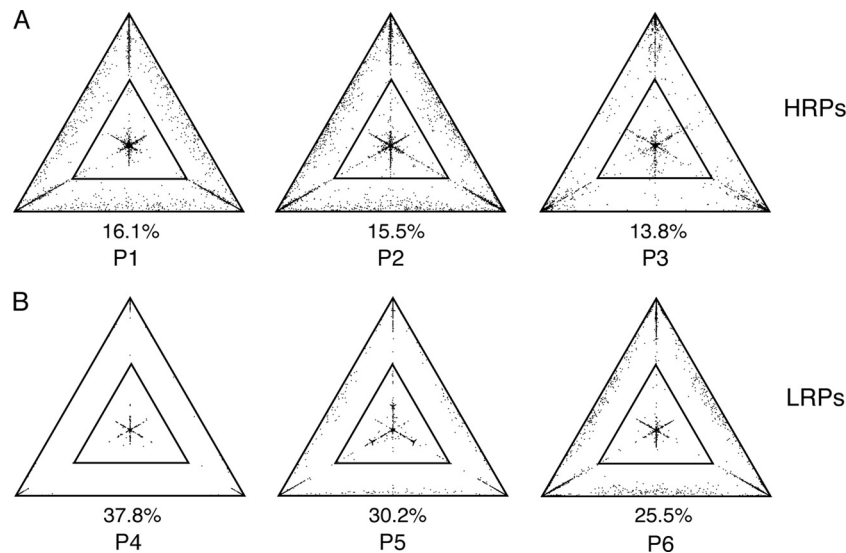 A
HRPs
16.1%
15.5%
13.8%
P1
P2
P3
B
LRPs
37.8%
30.2%
25.5%
P4
P5
P6